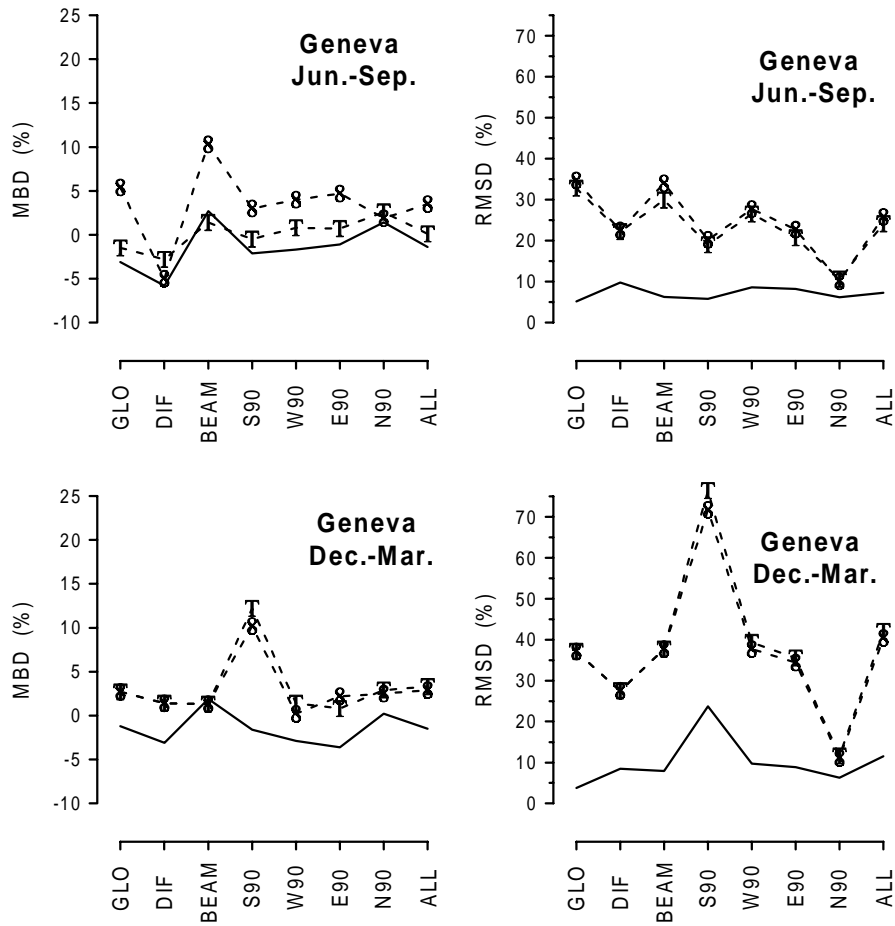 25
20
15
10
5
0
-5
-10
MBD (%)
Geneva
Jun.-Sep.
GLO
DIF
BEAM
S90
W90
E90
N90
ALL
70
60
50
40
30
20
10
0
RMSD (%)
Geneva
Jun.-Sep.
GLO
DIF
BEAM
S90
W90
E90
N90
ALL
25
20
15
10
5
0
-5
-10
MBD (%)
Geneva
Dec.-Mar.
GLO
DIF
BEAM
S90
W90
E90
N90
ALL
70
60
50
40
30
20
10
0
RMSD (%)
Geneva
Dec.-Mar.
GLO
DIF
BEAM
S90
W90
E90
N90
ALL